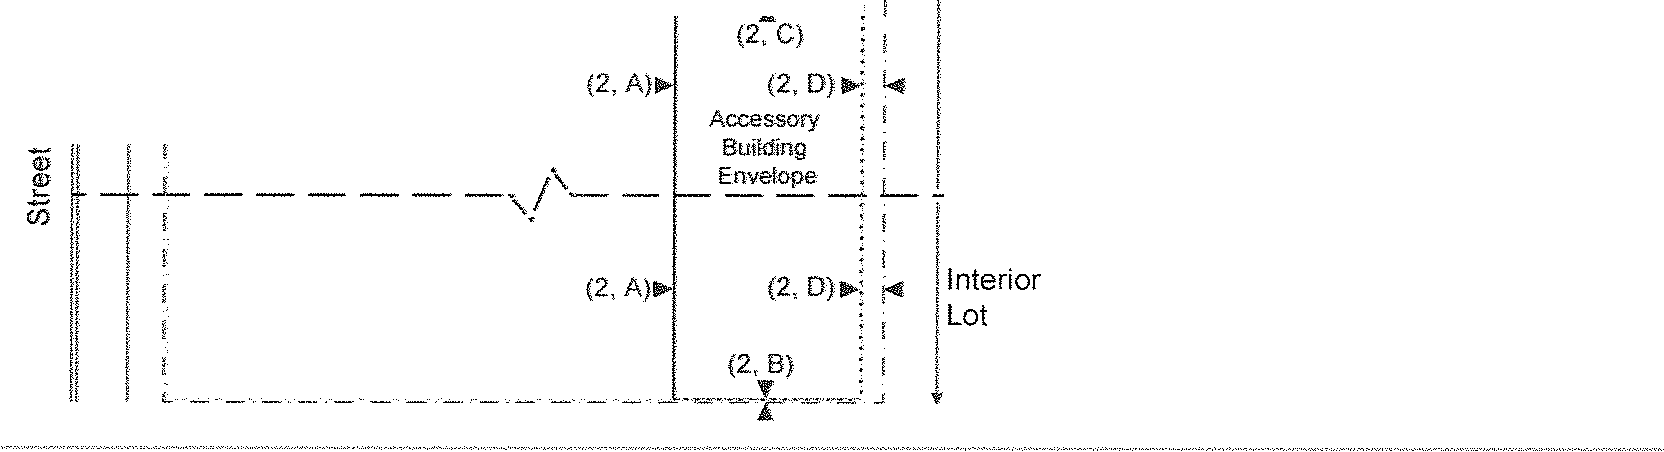 (2, C)
(2, A)
(2, D)
Accessory
Building
Envelope
Street
(2, A)
(2, D)
Interior
Lot
(2, B)